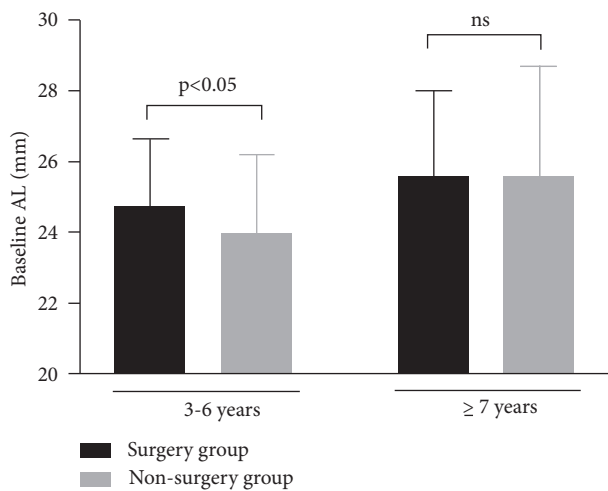 30
28
26
24
22
20
Baseline AL (mm)
p<0.05
ns
3-6 years
≥ 7 years
Surgery group
Non-surgery group